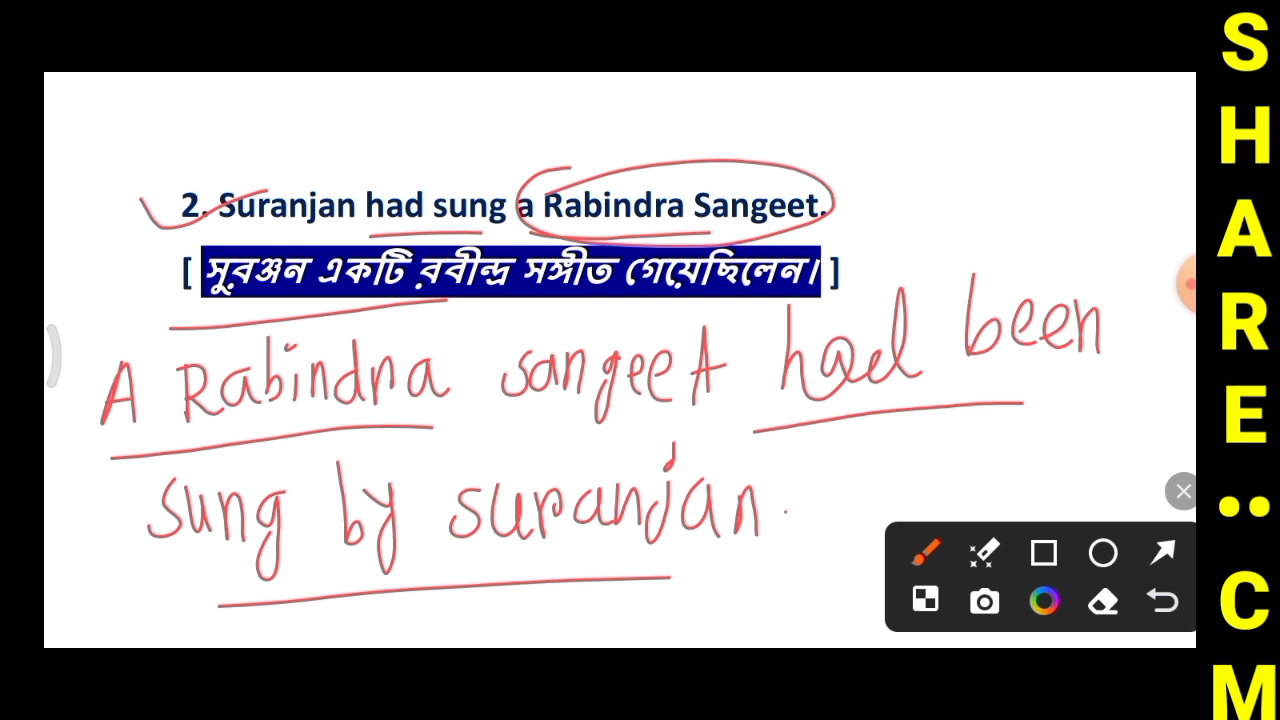 2. Suranjan had sung a Rabindra Sangeet.
[ সুরঞ্জন একটি রবীন্দ্র সঙ্গীত গেয়েছিলেন। ]
A Rabindra sangeet had been
sung by suranjan.
SHARE..CM